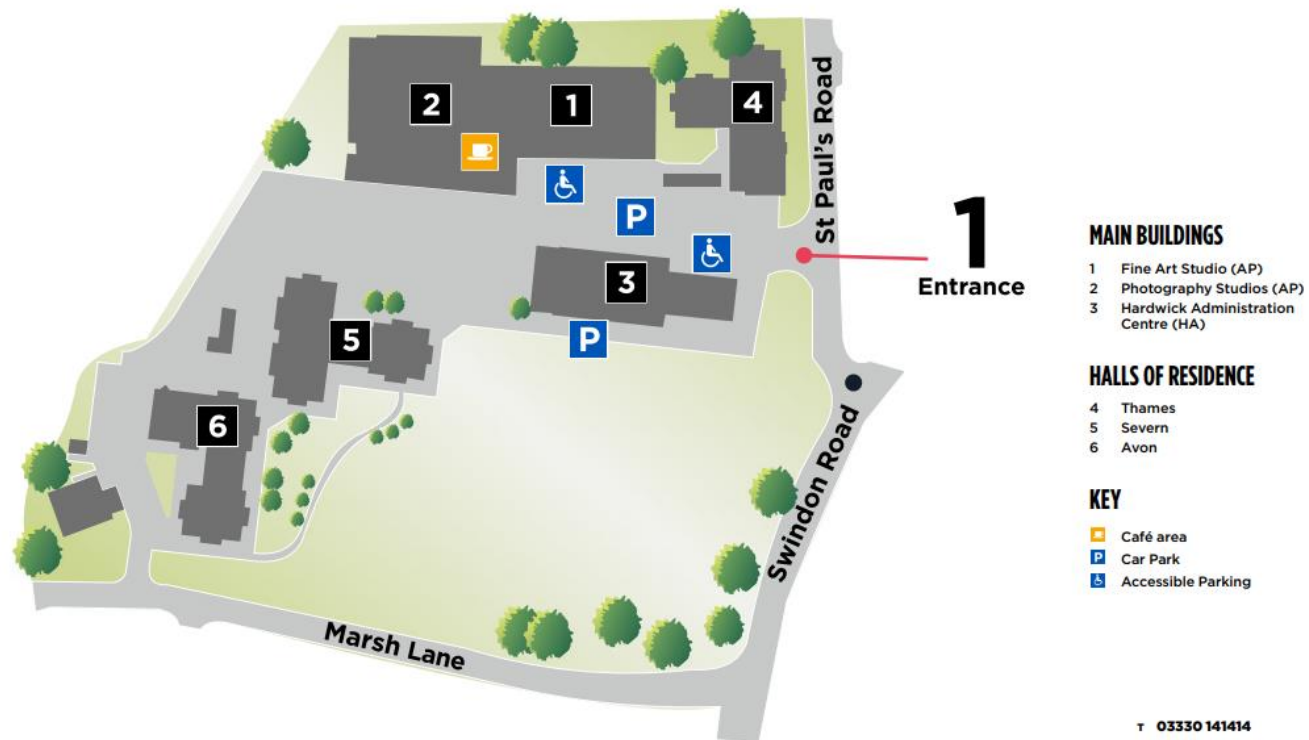 2
1
4
St Paul's Road
P
1
Entrance
3
P
5
6
Swindon Road
Marsh Lane
MAIN BUILDINGS
1 Fine Art Studio (AP)
2 Photography Studios (AP)
3 Hardwick Administration
Centre (HA)
HALLS OF RESIDENCE
4 Thames
5 Severn
6 Avon
KEY
Café area
P Car Park
Accessible Parking
T 03330 141414